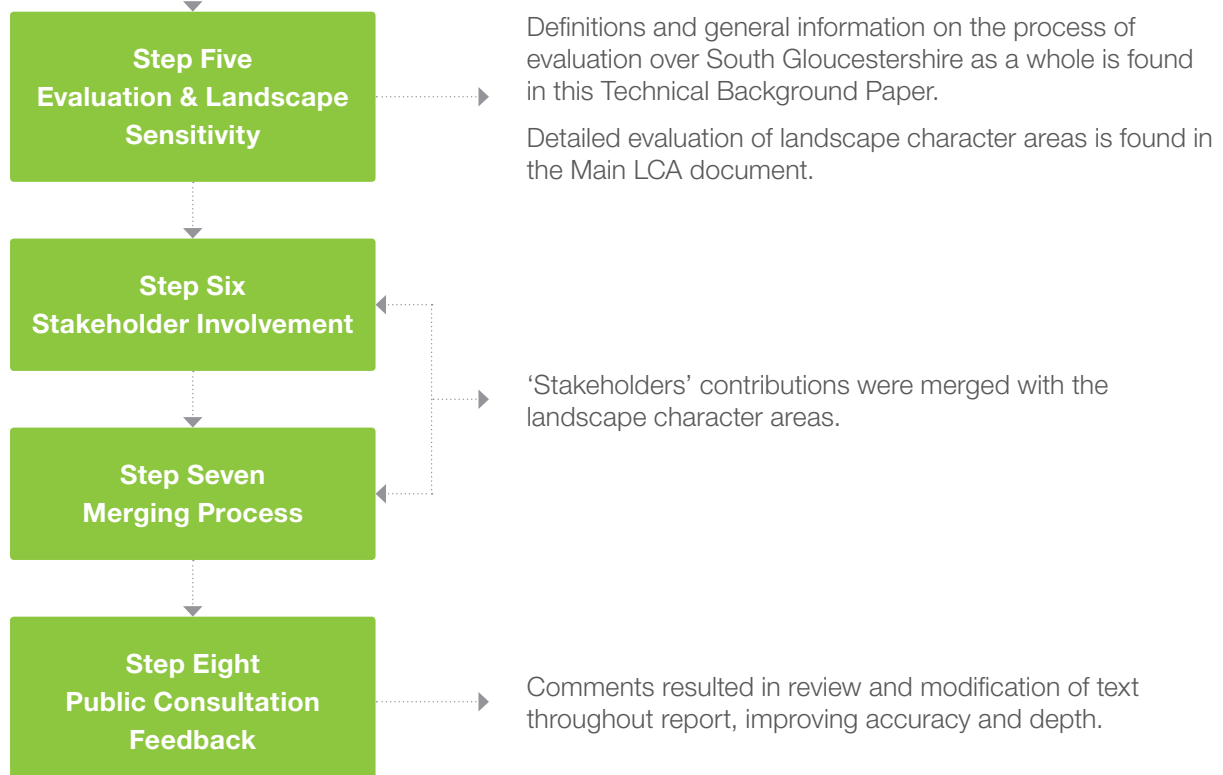 Step Five
Evaluation & Landscape
Sensitivity
Definitions and general information on the process of
evaluation over South Gloucestershire as a whole is found
in this Technical Background Paper.
Detailed evaluation of landscape character areas is found in
the Main LCA document.
Step Six
Stakeholder Involvement
‘Stakeholders’ contributions were merged with the
landscape character areas.
Step Seven
Merging Process
Step Eight
Public Consultation
Feedback
Comments resulted in review and modification of text
throughout report, improving accuracy and depth.